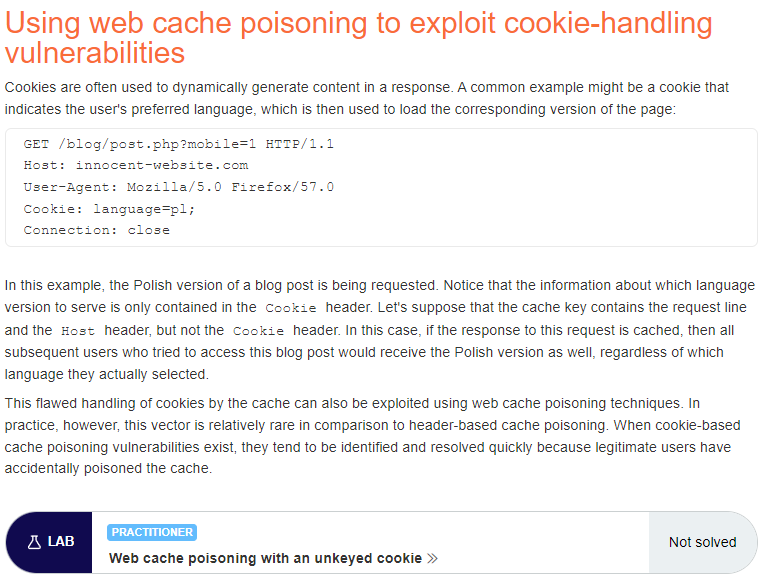 Using web cache poisoning to exploit cookie-handling
vulnerabilities
Cookies are often used to dynamically generate content in a response. A common example might be a cookie that
indicates the user's preferred language, which is then used to load the corresponding version of the page:
GET /blog/post.php?mobile=1 HTTP/1.1
Host: innocent-website.com
User-Agent: Mozilla/5.0 Firefox/57.0
Cookie: language=pl;
Connection: close
In this example, the Polish version of a blog post is being requested. Notice that the information about which language
version to serve is only contained in the Cookie header. Let's suppose that the cache key contains the request line
and the Host header, but not the Cookie header. In this case, if the response to this request is cached, then all
subsequent users who tried to access this blog post would receive the Polish version as well, regardless of which
language they actually selected.
This flawed handling of cookies by the cache can also be exploited using web cache poisoning techniques. In
practice, however, this vector is relatively rare in comparison to header-based cache poisoning. When cookie-based
cache poisoning vulnerabilities exist, they tend to be identified and resolved quickly because legitimate users have
accidentally poisoned the cache.
LAB
PRACTITIONER
Web cache poisoning with an unkeyed cookie »
Not solved